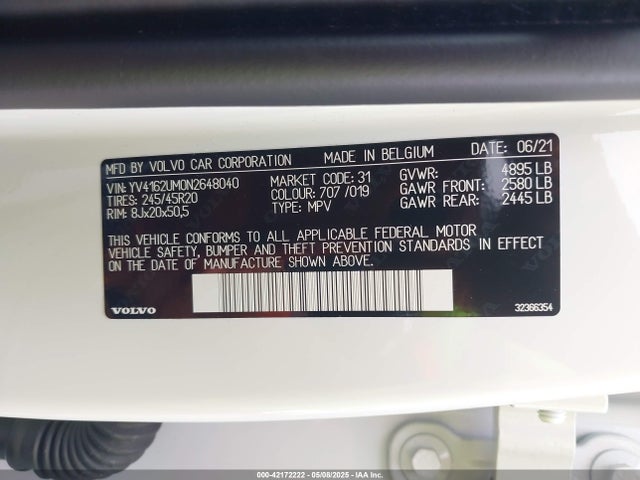 MFD BY VOLVO CAR CORPORATION MADE IN BELGIUM DATE: 06/21
VIN: YV4162UM0N2648040 MARKET CODE: 31 GVWR: 4895 LB
TIRES: 245/45R20 COLOUR: 707 /019 GAWR FRONT: 2580 LB
RIM: 8Jx20x50,5 TYPE: MPV GAWR REAR: 2445 LB
THIS VEHICLE CONFORMS TO ALL APPLICABLE FEDERAL MOTOR
VEHICLE SAFETY, BUMPER AND THEFT PREVENTION STANDARDS IN EFFECT
ON THE DATE OF MANUFACTURE SHOWN ABOVE.
VOLVO 32366354
000-42172222 - 05/08/2025 - IAAI Inc. Copyright